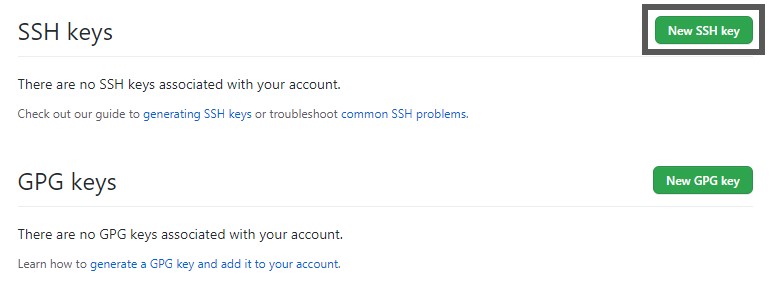 SSH keys
New SSH key
There are no SSH keys associated with your account.
Check out our guide to generating SSH keys or troubleshoot common SSH problems.
GPG keys
New GPG key
There are no GPG keys associated with your account.
Learn how to generate a GPG key and add it to your account.